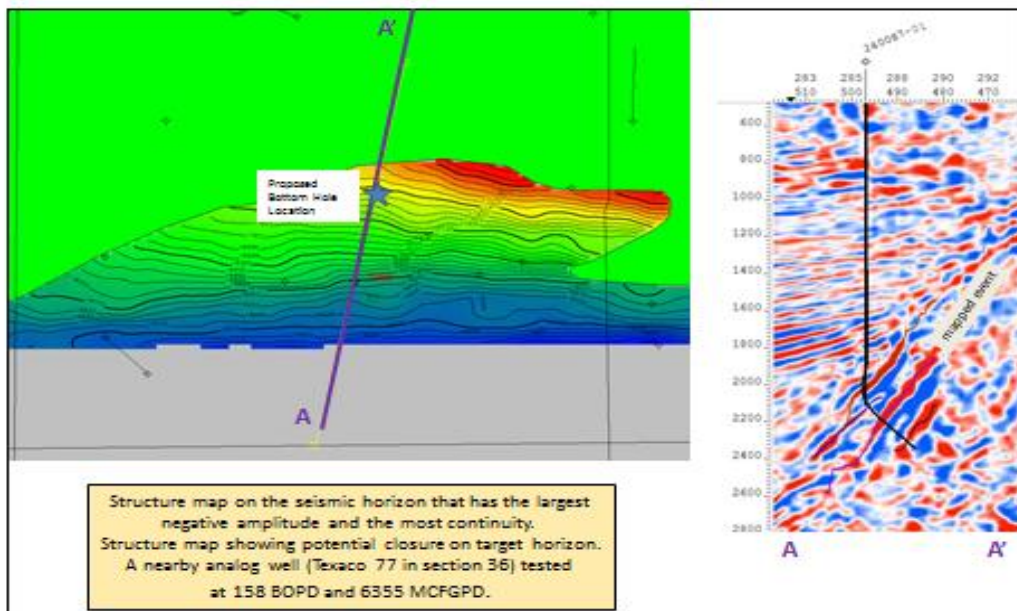 A'
Proposed
Bottom Hole
Location
A
Structure map on the seismic horizon that has the largest
negative amplitude and the most continuity.
Structure map showing potential closure on target horizon.
A nearby analog well (Texaco 77 in section 36) tested
at 158 BOPD and 6355 MCFGPD.
283 285 288 290 292
510 500 490 480 470
600
800
1000
1200
1400
1600
1800
2000
2200
2400
2600
2800
mapped event
A A'